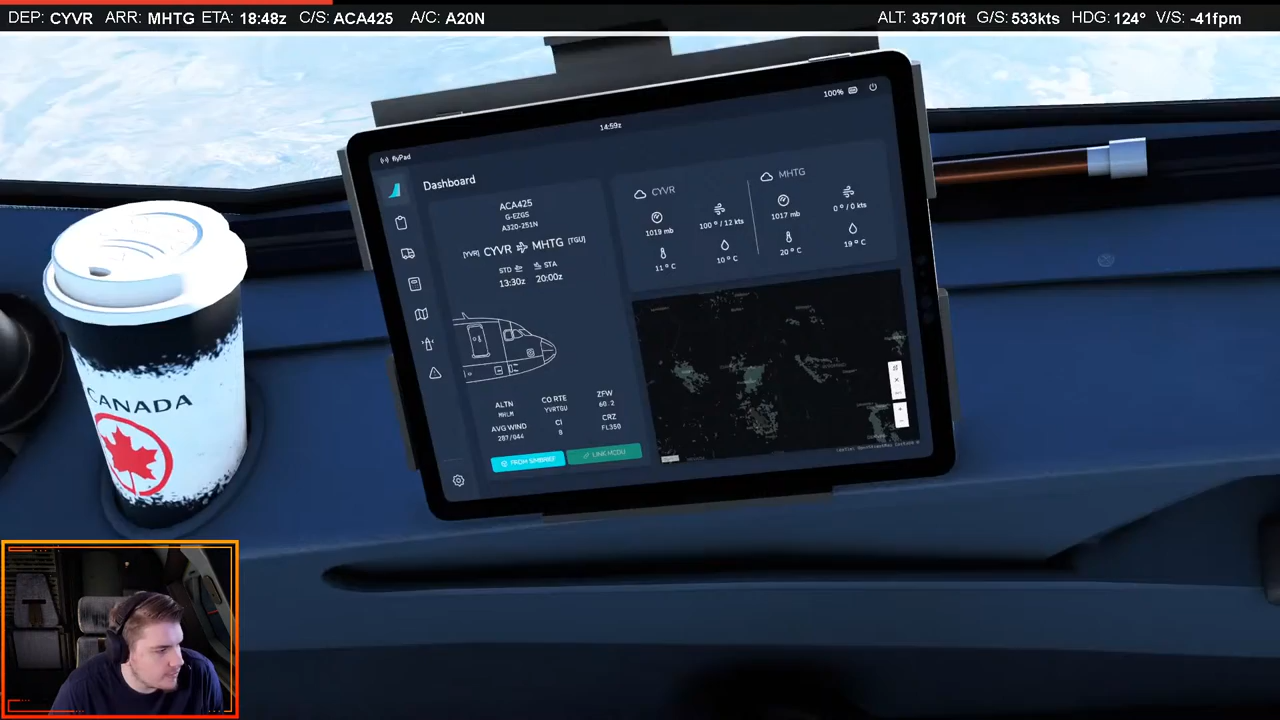 DEP: CYVR ARR: MHTG ETA: 18:48z C/S: ACA425 A/C: A20N
ALT: 35710ft G/S: 533kts HDG: 124° V/S: -41fpm
100%
14:59z
flyPad
Dashboard
ACA425
G-EZGS
A320-251N
[YVR] CYVR MHTG [TGU]
STD STA
13:30z 20:00z
CYVR
1019 mb 100° / 12 kts
11°C 10°C
MHTG
1017 mb 0° / 0 kts
20°C 19°C
ALTN CO RTE ZFW
MHLM YVRTGU 60.2
AVG WIND CI CRZ
287/044 8 FL350
FROM SIMBRIEF LINK MCDU
CANADA